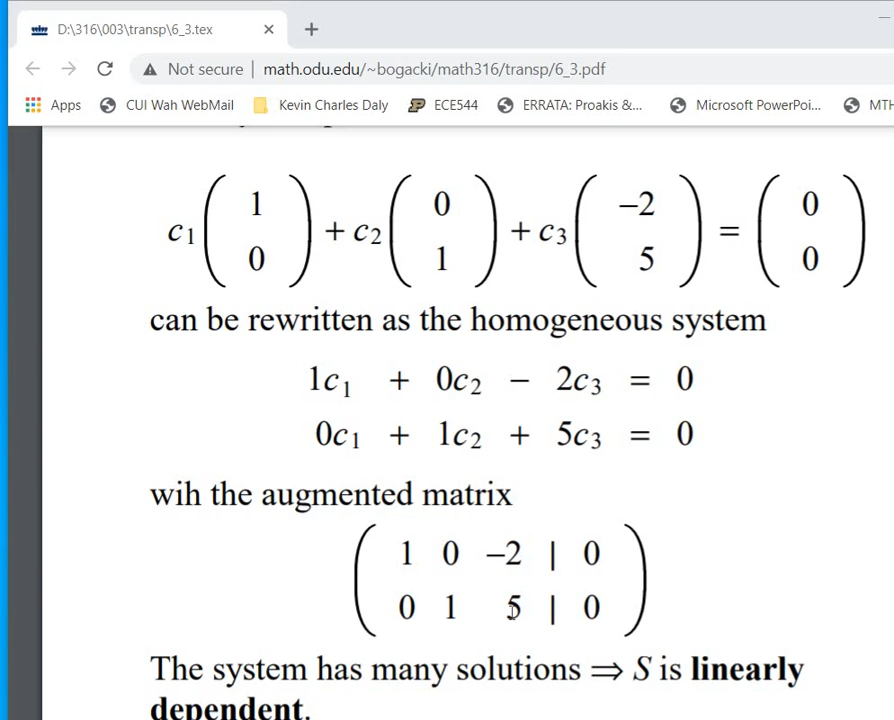 D:\316\003\transp\6_3.tex
Not secure | math.odu.edu/~bogacki/math316/transp/6_3.pdf
Apps CUI Wah WebMail Kevin Charles Daly ECE544 ERRATA: Proakis &... Microsoft PowerPoi... MTH
c₁ ( 1 0 ) + c₂ ( 0 1 ) + c₃ ( –2 5 ) = ( 0 0 )
can be rewritten as the homogeneous system
1c₁ + 0c₂ − 2c₃ = 0
0c₁ + 1c₂ + 5c₃ = 0
wih the augmented matrix
1 0 –2 | 0
0 1 5 | 0
The system has many solutions ⇒ S is linearly
dependent.